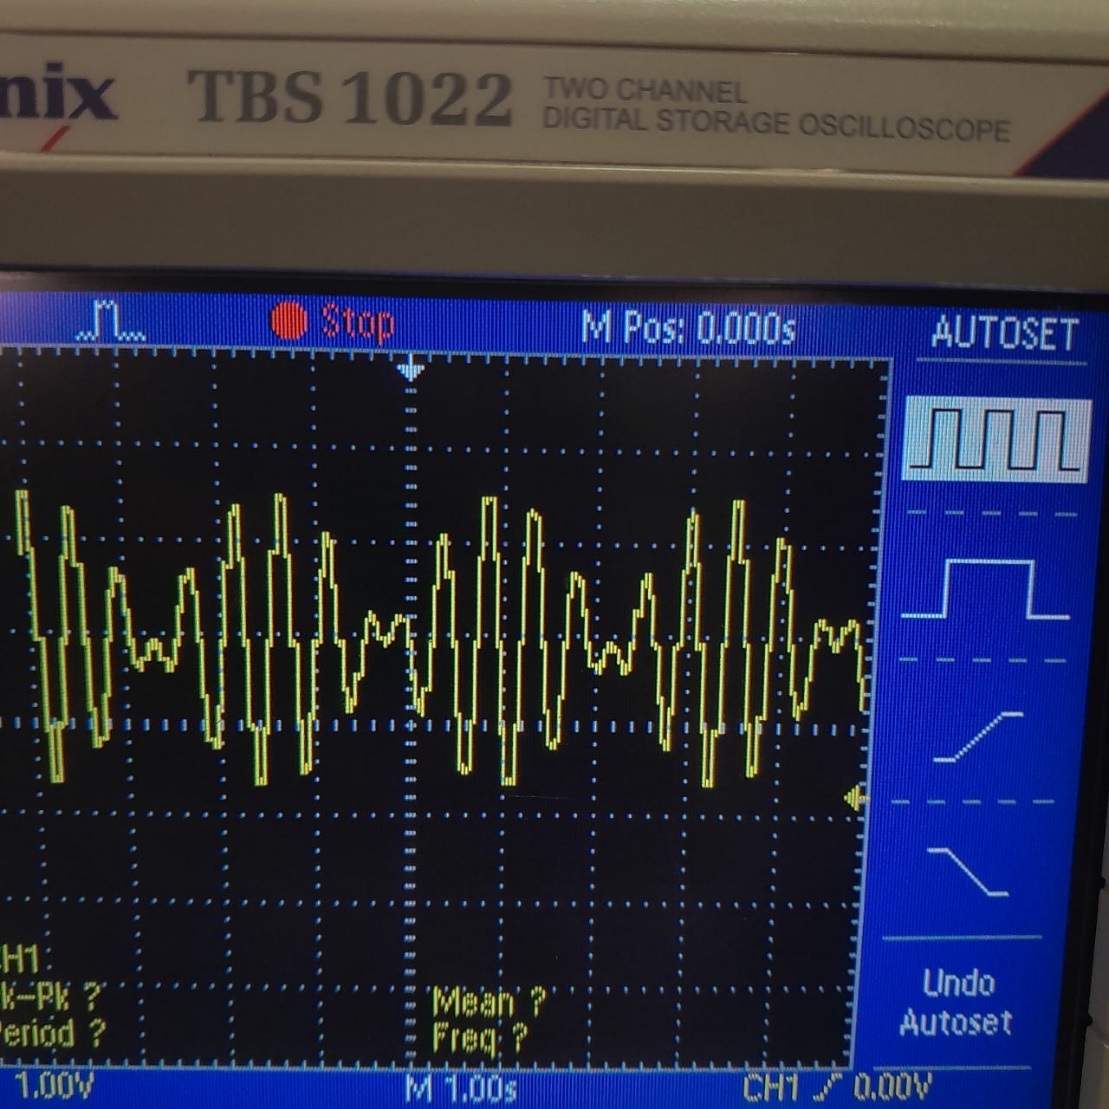 nix TBS 1022 TWO CHANNEL
DIGITAL STORAGE OSCILLOSCOPE
Stop M Pos: 0.000s AUTOSET
CH1
k-Pk ? Mean ?
eriod ? Freq ?
Undo
Autoset
1.00V M 1.00s CH1 0.00V